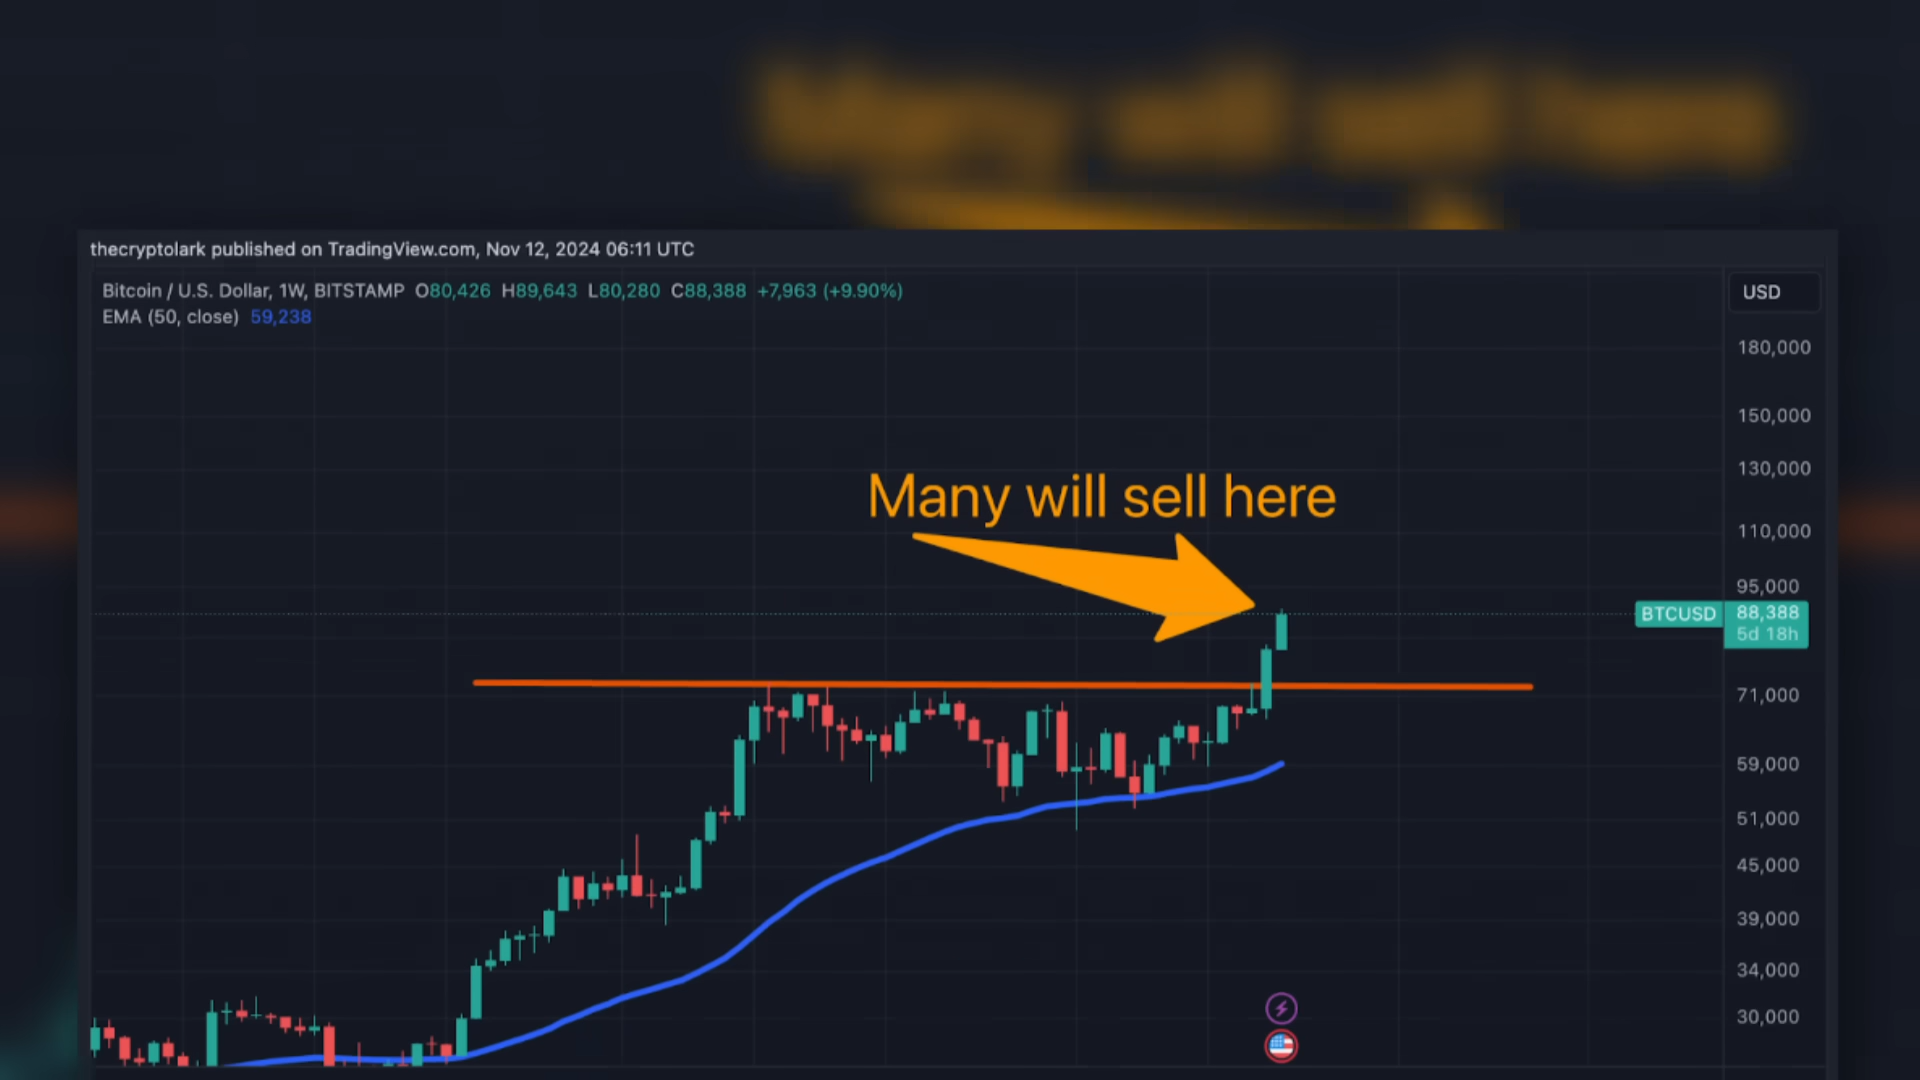 thecryptolark published on TradingView.com, Nov 12, 2024 06:11 UTC
Bitcoin / U.S. Dollar, 1W, BITSTAMP O80,426 H89,643 L80,280 C88,388 +7,963 (+9.90%)
EMA (50, close) 59,238
USD
180,000
150,000
130,000
Many will sell here
110,000
95,000
BTCUSD 88,388
5d 18h
71,000
59,000
51,000
45,000
39,000
34,000
30,000